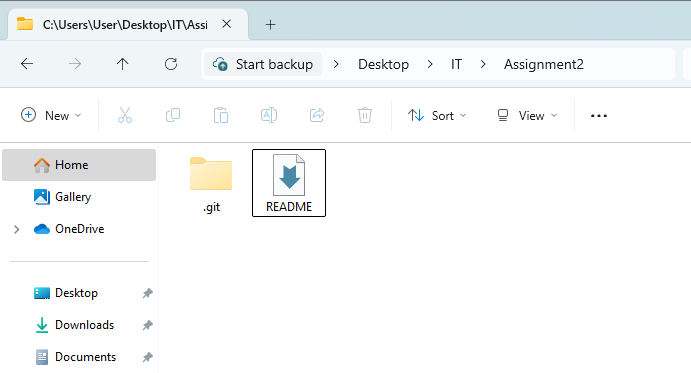 C:\Users\User\Desktop\IT\Assi
Start backup > Desktop > IT > Assignment2
New
Sort
View
Home
Gallery
OneDrive
Desktop
Downloads
Documents
.git
README